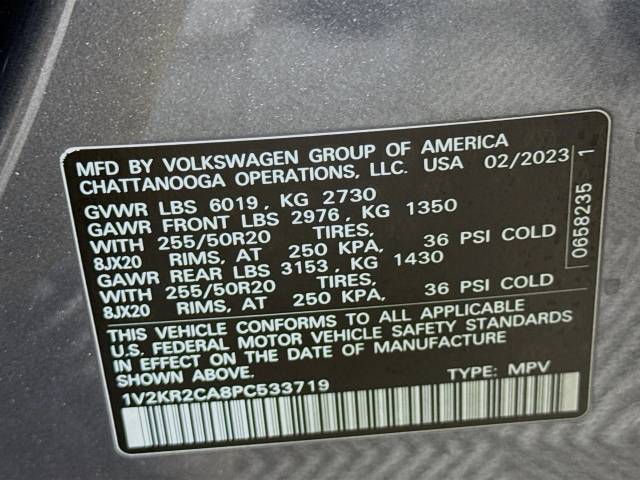 MFD BY VOLKSWAGEN GROUP OF AMERICA
CHATTANOOGA OPERATIONS, LLC. USA 02/2023
GVWR LBS 6019, KG 2730
GAWR FRONT LBS 2976, KG 1350
WITH 255/50R20 TIRES,
8JX20 RIMS, AT 250 KPA, 36 PSI COLD
GAWR REAR LBS 3153, KG 1430
WITH 255/50R20 TIRES,
8JX20 RIMS, AT 250 KPA, 36 PSI COLD
THIS VEHICLE CONFORMS TO ALL APPLICABLE
U.S. FEDERAL MOTOR VEHICLE SAFETY STANDARDS
IN EFFECT ON THE DATE OF MANUFACTURE
SHOWN ABOVE.
1V2KR2CA8PC533719 TYPE: MPV
0658235 1